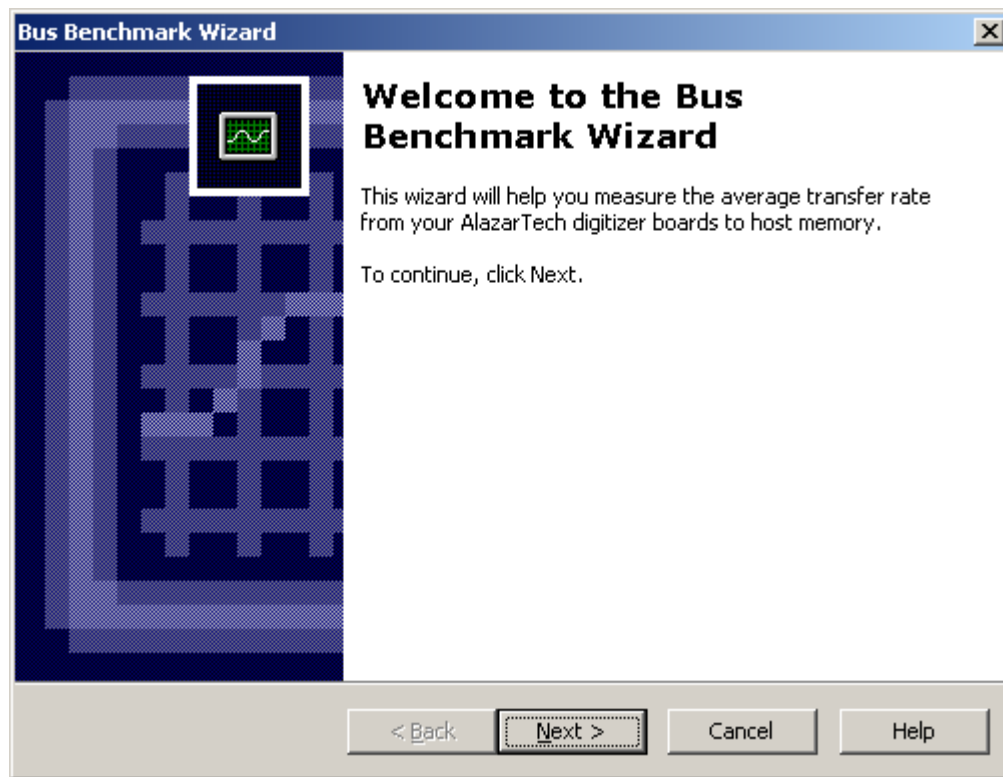 Bus Benchmark Wizard
Welcome to the Bus
Benchmark Wizard
This wizard will help you measure the average transfer rate
from your AlazarTech digitizer boards to host memory.
To continue, click Next.
< Back Next > Cancel Help